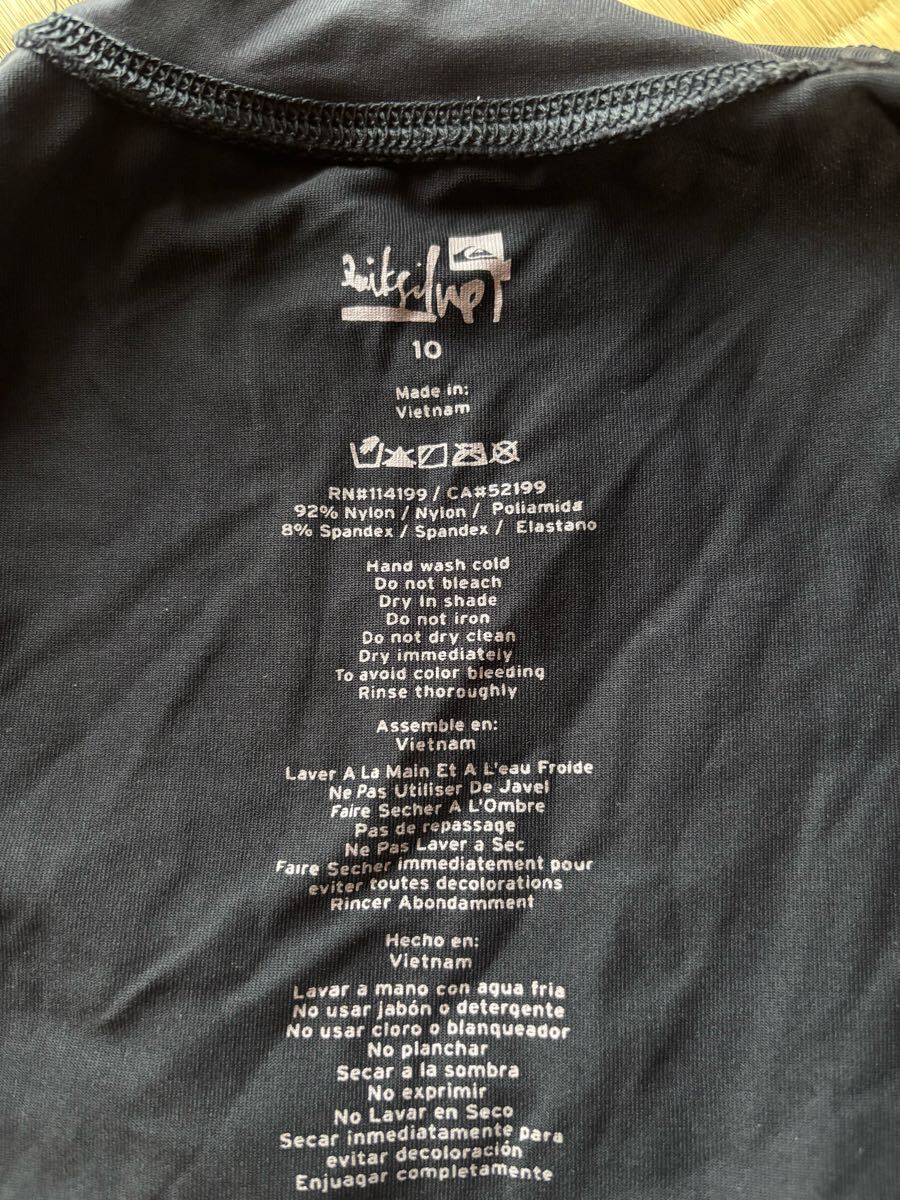 Quiksilver
10
Made in:
Vietnam
RN#114199 / CA#52199
92% Nylon / Nylon / Poliamida
8% Spandex / Spandex / Elastano
Hand wash cold
Do not bleach
Dry in shade
Do not iron
Do not dry clean
Dry immediately
To avoid color bleeding
Rinse thoroughly
Assemble en:
Vietnam
Laver A La Main Et A L'eau Froide
Ne Pas Utiliser De Javel
Faire Secher A L'Ombre
Pas de repassage
Ne Pas Laver a Sec
Faire Secher immediatement pour
eviter toutes decolorations
Rincer Abondamment
Hecho en:
Vietnam
Lavar a mano con agua fria
No usar jabón o detergente
No usar cloro o blanqueador
No planchar
Secar a la sombra
No exprimir
No Lavar en Seco
Secar inmediatamente para
evitar decoloración
Enjuagar completamente